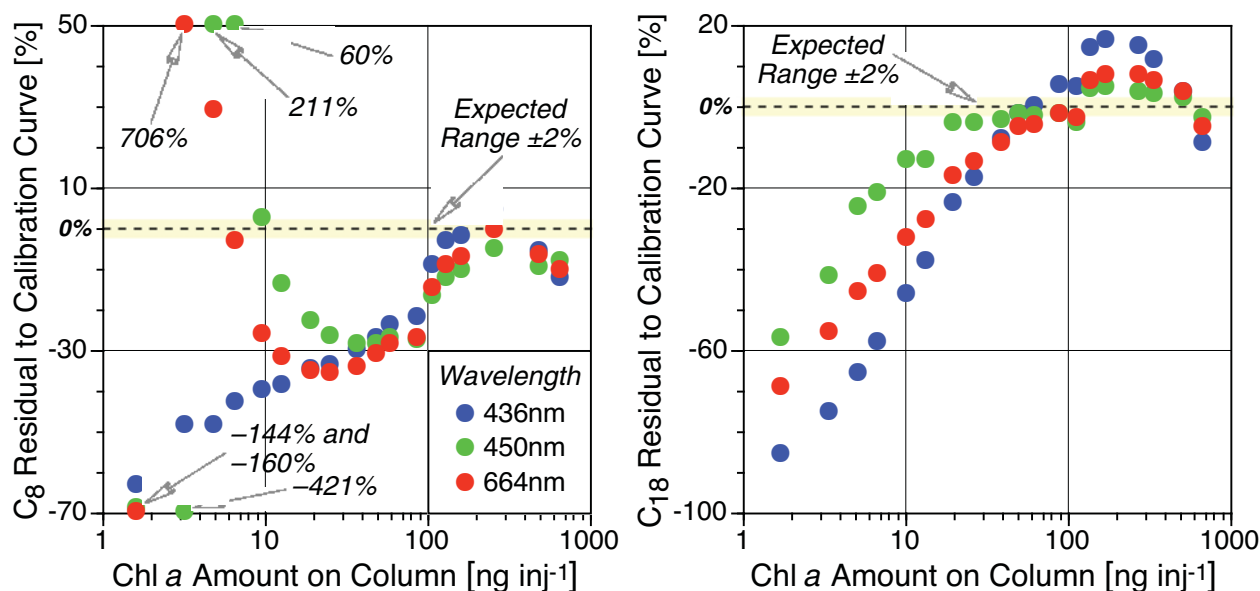 C8 Residual to Calibration Curve [%]
50
10
0%
-30
-70
706%
211%
60%
Expected
Range ±2%
–144% and
–160%
–421%
Wavelength
436nm
450nm
664nm
1
10
100
1000
Chl a Amount on Column [ng inj-1]
C18 Residual to Calibration Curve [%]
20
0%
-20
-60
-100
Expected
Range ±2%
1
10
100
1000
Chl a Amount on Column [ng inj-1]